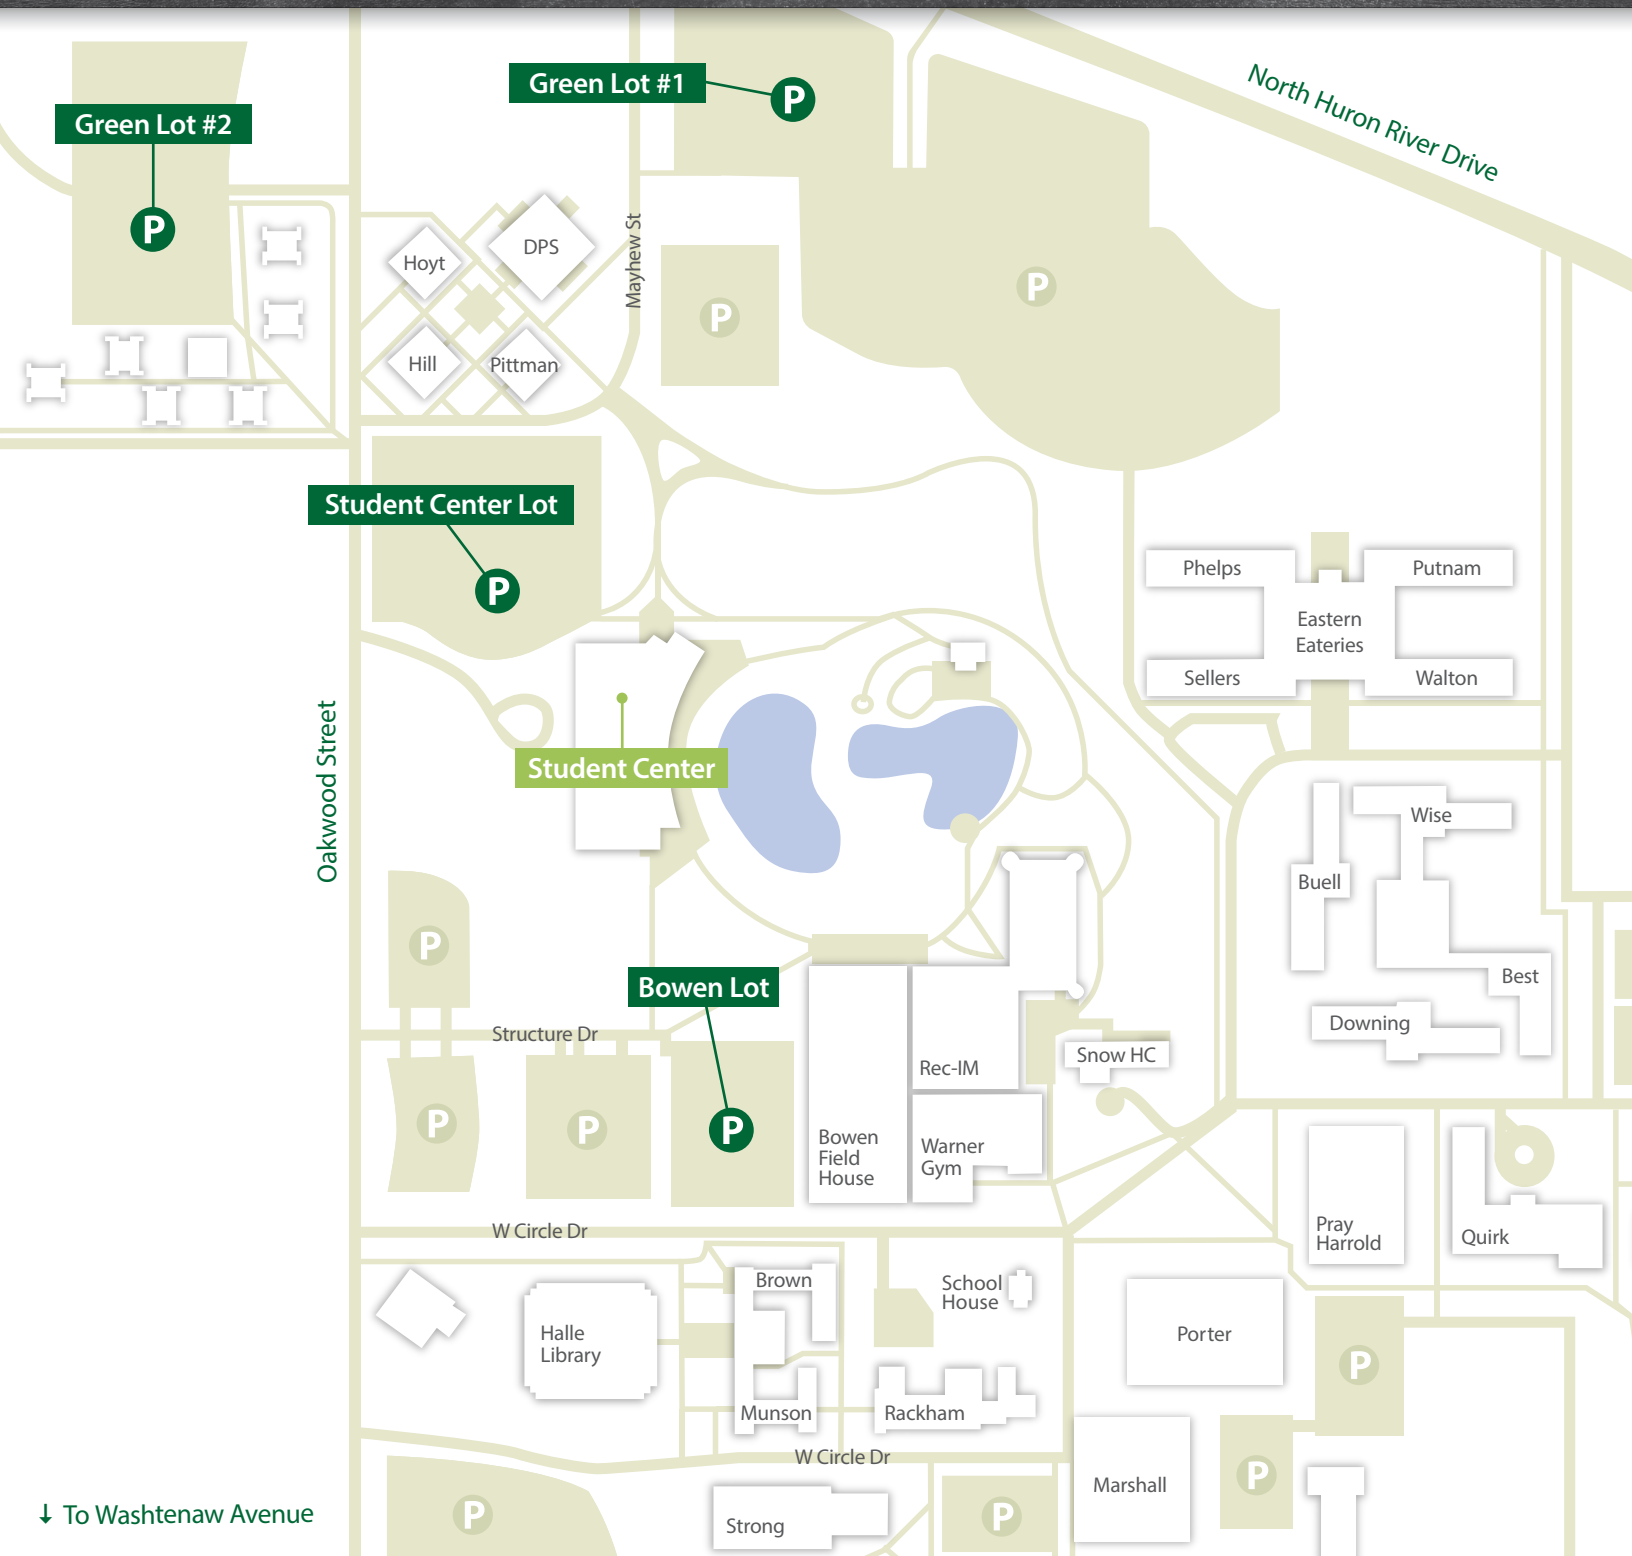 Green Lot #1
P
North Huron River Drive
Green Lot #2
P
Hoyt
DPS
Mayhew St
P
P
Hill
Pittman
Student Center Lot
P
Phelps
Putnam
Eastern
Eateries
Sellers
Walton
Oakwood Street
Student Center
Wise
Buell
P
Best
Bowen Lot
Downing
Structure Dr
Snow HC
Rec-IM
P
P
P
Bowen
Field
House
Warner
Gym
W Circle Dr
Pray
Harrold
Quirk
Brown
School
House
Halle
Library
Porter
P
Munson
Rackham
W Circle Dr
P
Marshall
↓ To Washtenaw Avenue
P
Strong
P